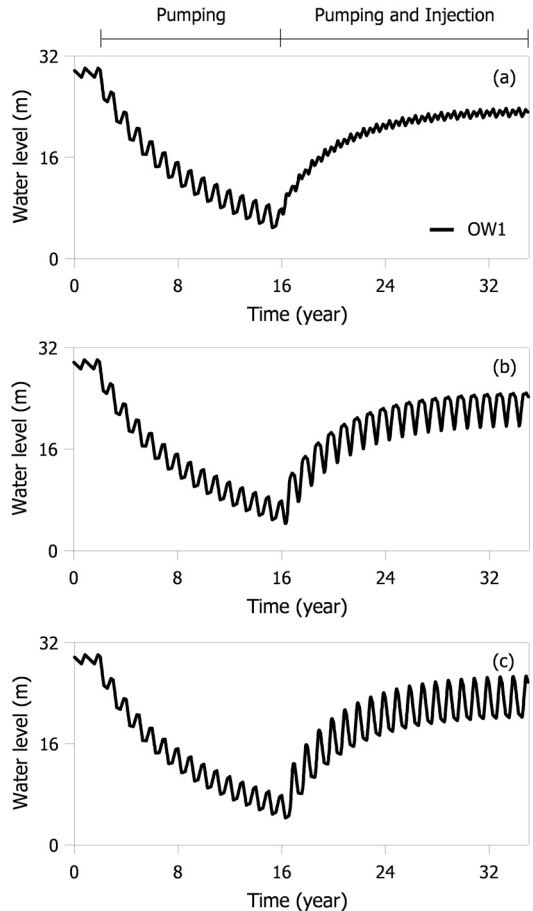 Pumping Pumping and Injection
32
(a)
16
OW1
0
0 8 16 24 32
Time (year)
Water level (m)
32
(b)
16
0
0 8 16 24 32
Time (year)
Water level (m)
32
(c)
16
0
0 8 16 24 32
Time (year)
Water level (m)